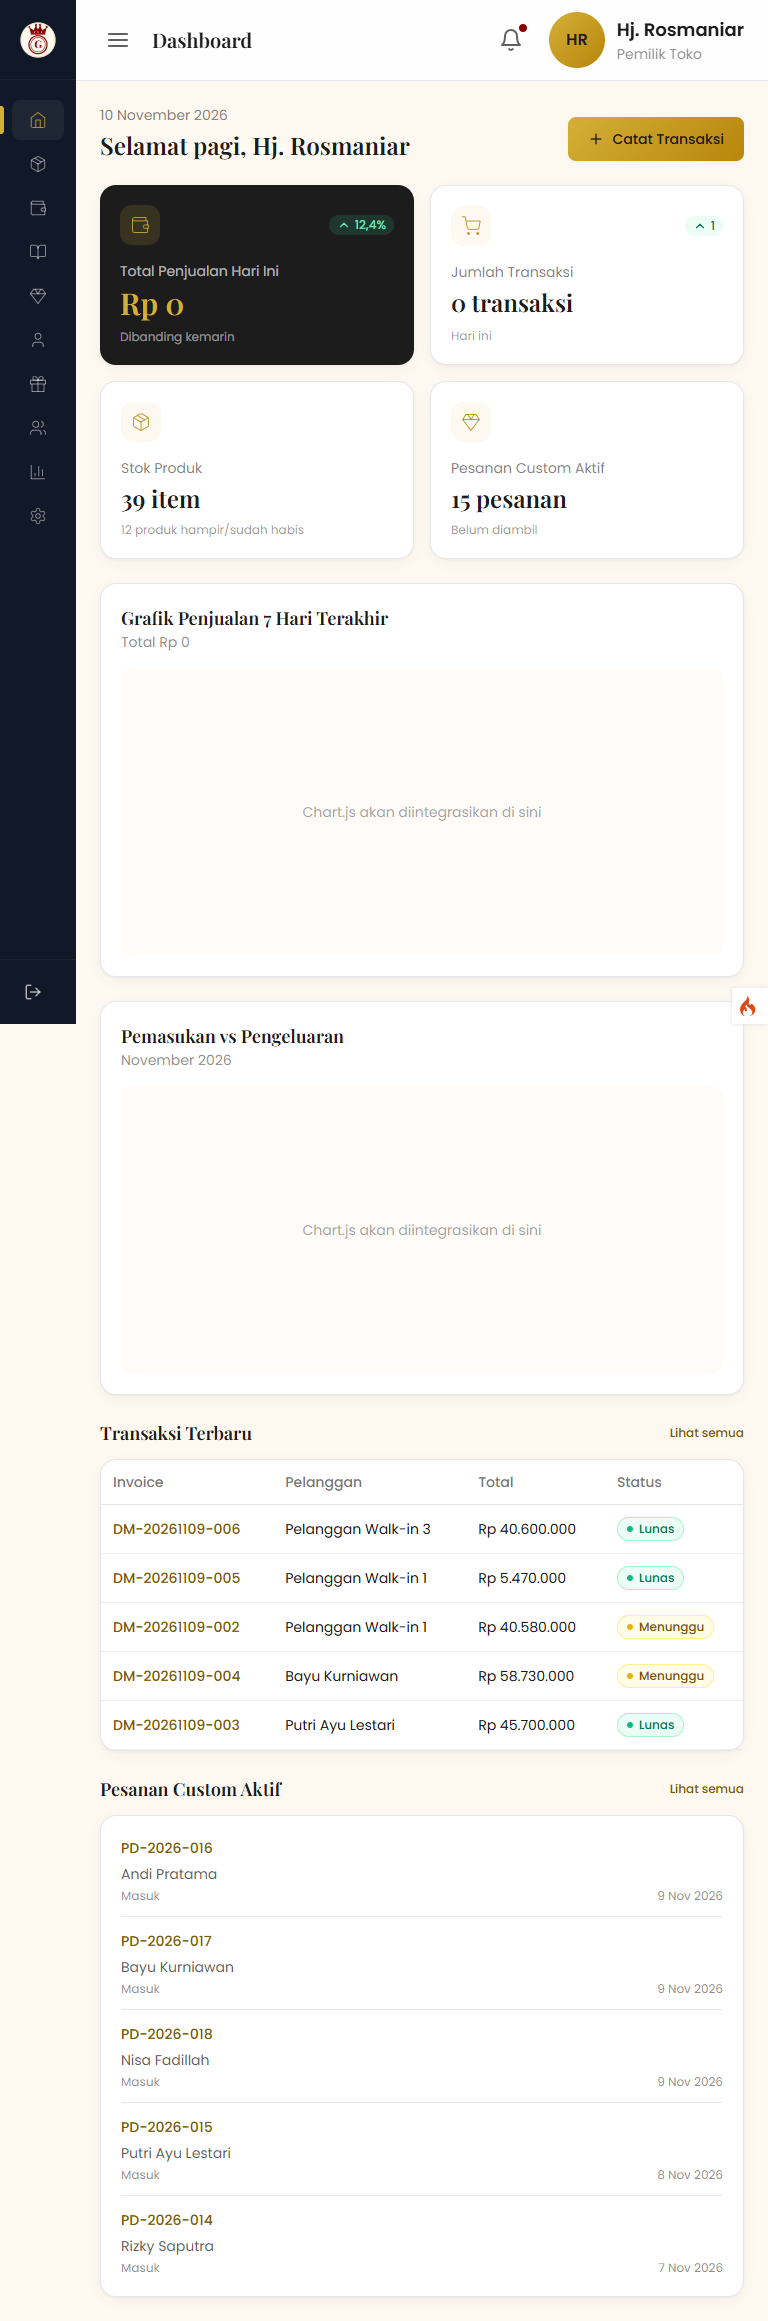 G
Dashboard
HR
Hj. Rosmaniar
Pemilik Toko
10 November 2026
Selamat pagi, Hj. Rosmaniar
+ Catat Transaksi
12,4%
Total Penjualan Hari Ini
Rp 0
Dibanding kemarin
1
Jumlah Transaksi
0 transaksi
Hari ini
Stok Produk
39 item
12 produk hampir/sudah habis
Pesanan Custom Aktif
15 pesanan
Belum diambil
Grafik Penjualan 7 Hari Terakhir
Total Rp 0
Chart.js akan diintegrasikan di sini
Pemasukan vs Pengeluaran
November 2026
Chart.js akan diintegrasikan di sini
Transaksi Terbaru
Lihat semua
Invoice Pelanggan Total Status
DM-20261109-006 Pelanggan Walk-in 3 Rp 40.600.000 Lunas
DM-20261109-005 Pelanggan Walk-in 1 Rp 5.470.000 Lunas
DM-20261109-002 Pelanggan Walk-in 1 Rp 40.580.000 Menunggu
DM-20261109-004 Bayu Kurniawan Rp 58.730.000 Menunggu
DM-20261109-003 Putri Ayu Lestari Rp 45.700.000 Lunas
Pesanan Custom Aktif
Lihat semua
PD-2026-016
Andi Pratama
Masuk 9 Nov 2026
PD-2026-017
Bayu Kurniawan
Masuk 9 Nov 2026
PD-2026-018
Nisa Fadillah
Masuk 9 Nov 2026
PD-2026-015
Putri Ayu Lestari
Masuk 8 Nov 2026
PD-2026-014
Rizky Saputra
Masuk 7 Nov 2026